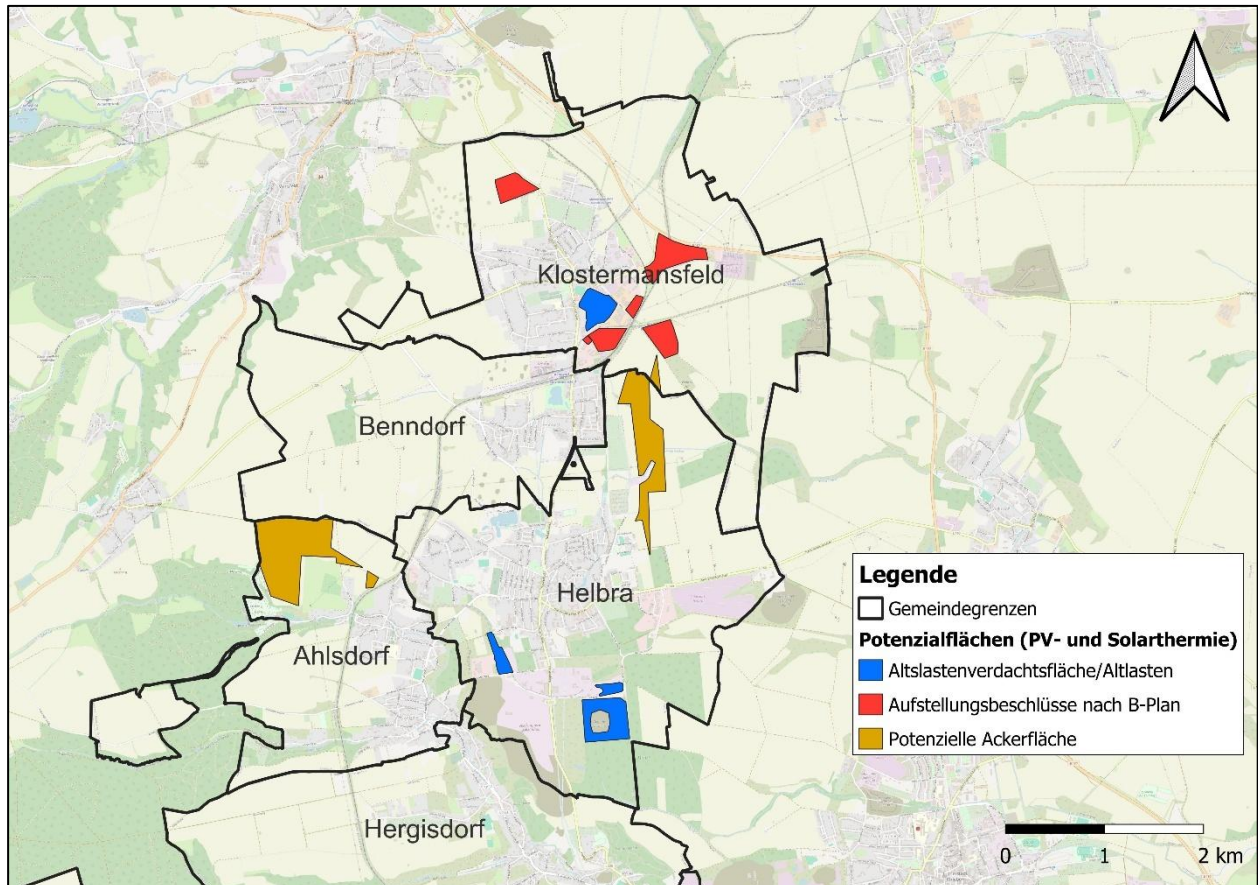 Klostermansfeld
Benndorf
Helbra
Ahlsdorf
Hergisdorf
Legende
Gemeindegrenzen
Potenzialflächen (PV- und Solarthermie)
Altslastenverdachtsfläche/Altlasten
Aufstellungsbeschlüsse nach B-Plan
Potenzielle Ackerfläche
0 1 2 km